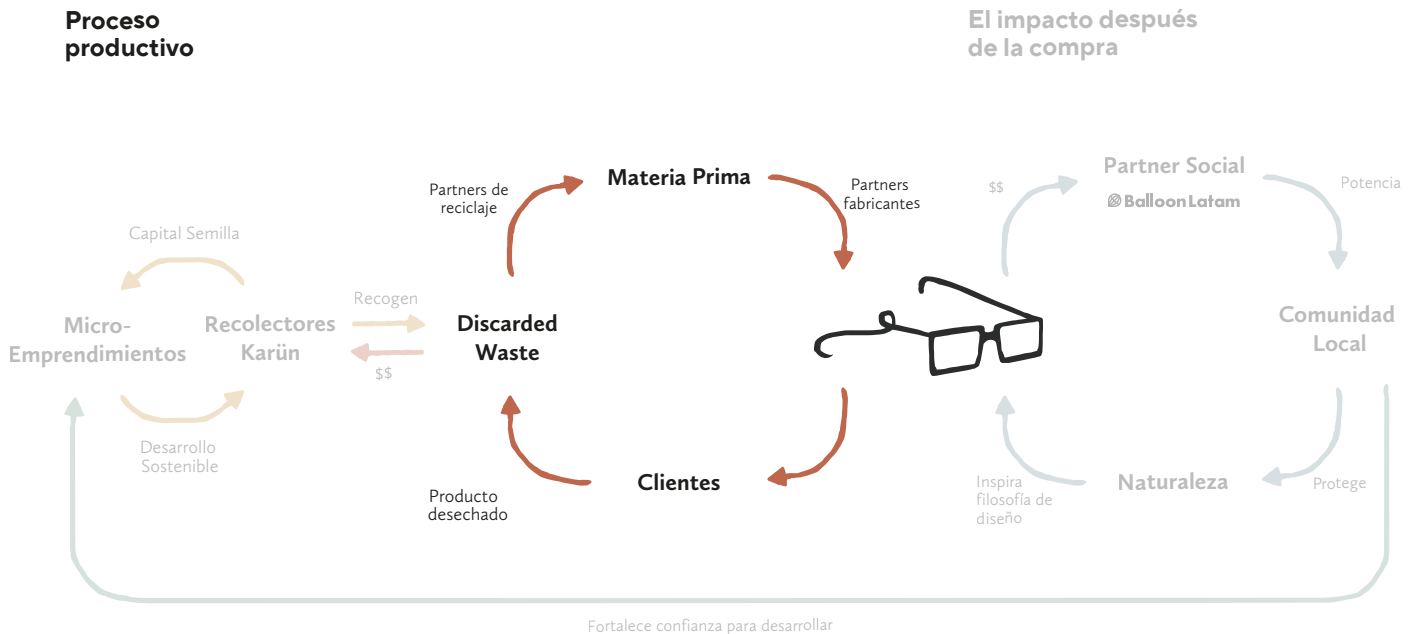 Proceso
productivo
El impacto después
de la compra
Partners de
reciclaje
Materia Prima
Partners
fabricantes
$$
Partner Social
Balloon Latam
Potencia
Capital Semilla
Micro-
Emprendimientos
Recolectores
Karün
Recogen
$$
Discarded
Waste
Comunidad
Local
Desarrollo
Sostenible
Producto
desechado
Clientes
Inspira
filosofía de
diseño
Naturaleza
Protege
Fortalece confianza para desarrollar